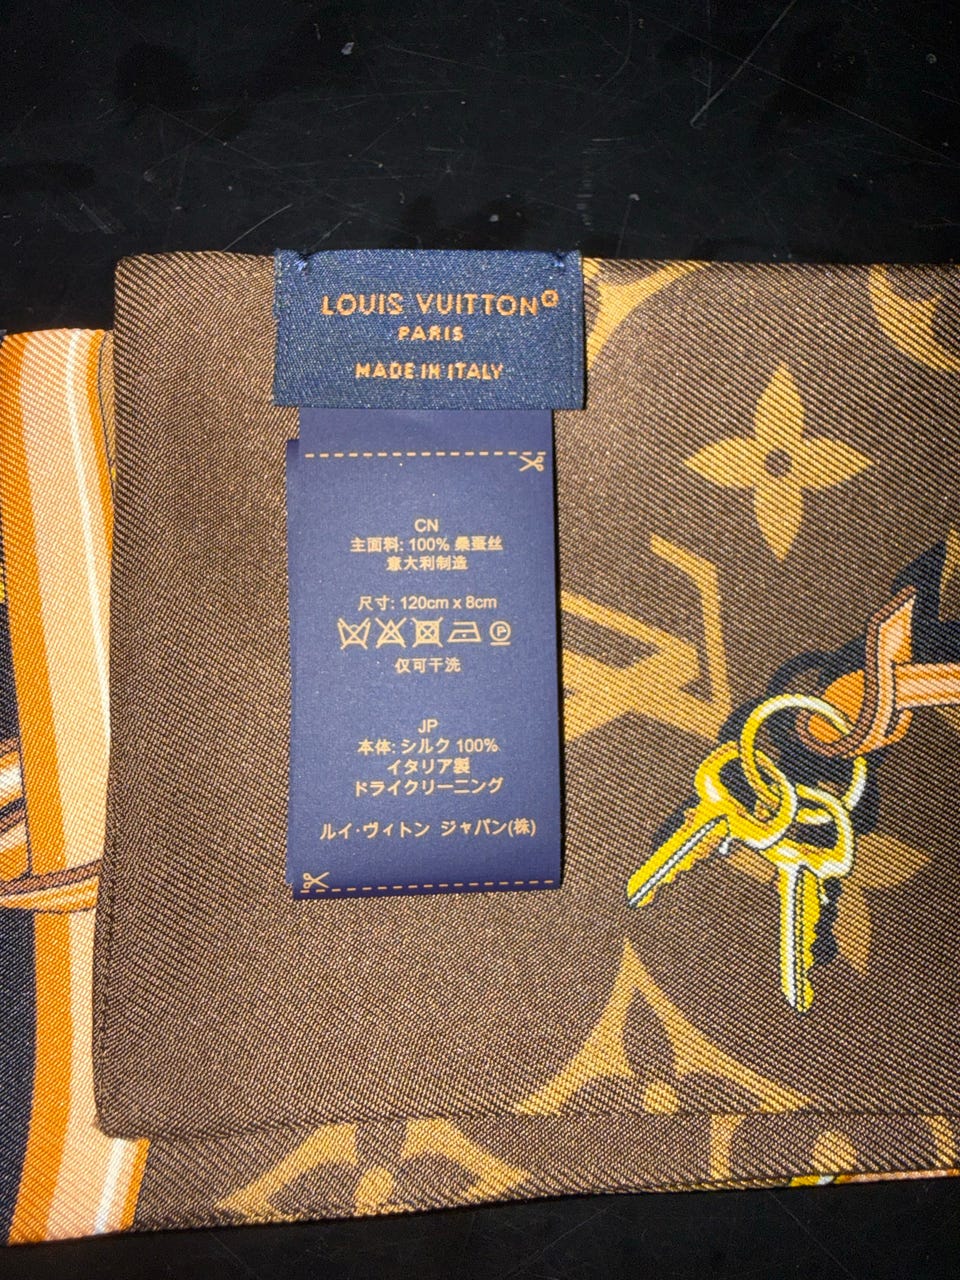 LOUIS VUITTON®
PARIS
MADE IN ITALY
CN
主面料: 100% 桑蚕丝
意大利制造
尺寸: 120cm x 8cm
P
仅可干洗
JP
本体: シルク 100%
イタリア製
ドライクリーニング
ルイ・ヴィトン ジャパン(株)